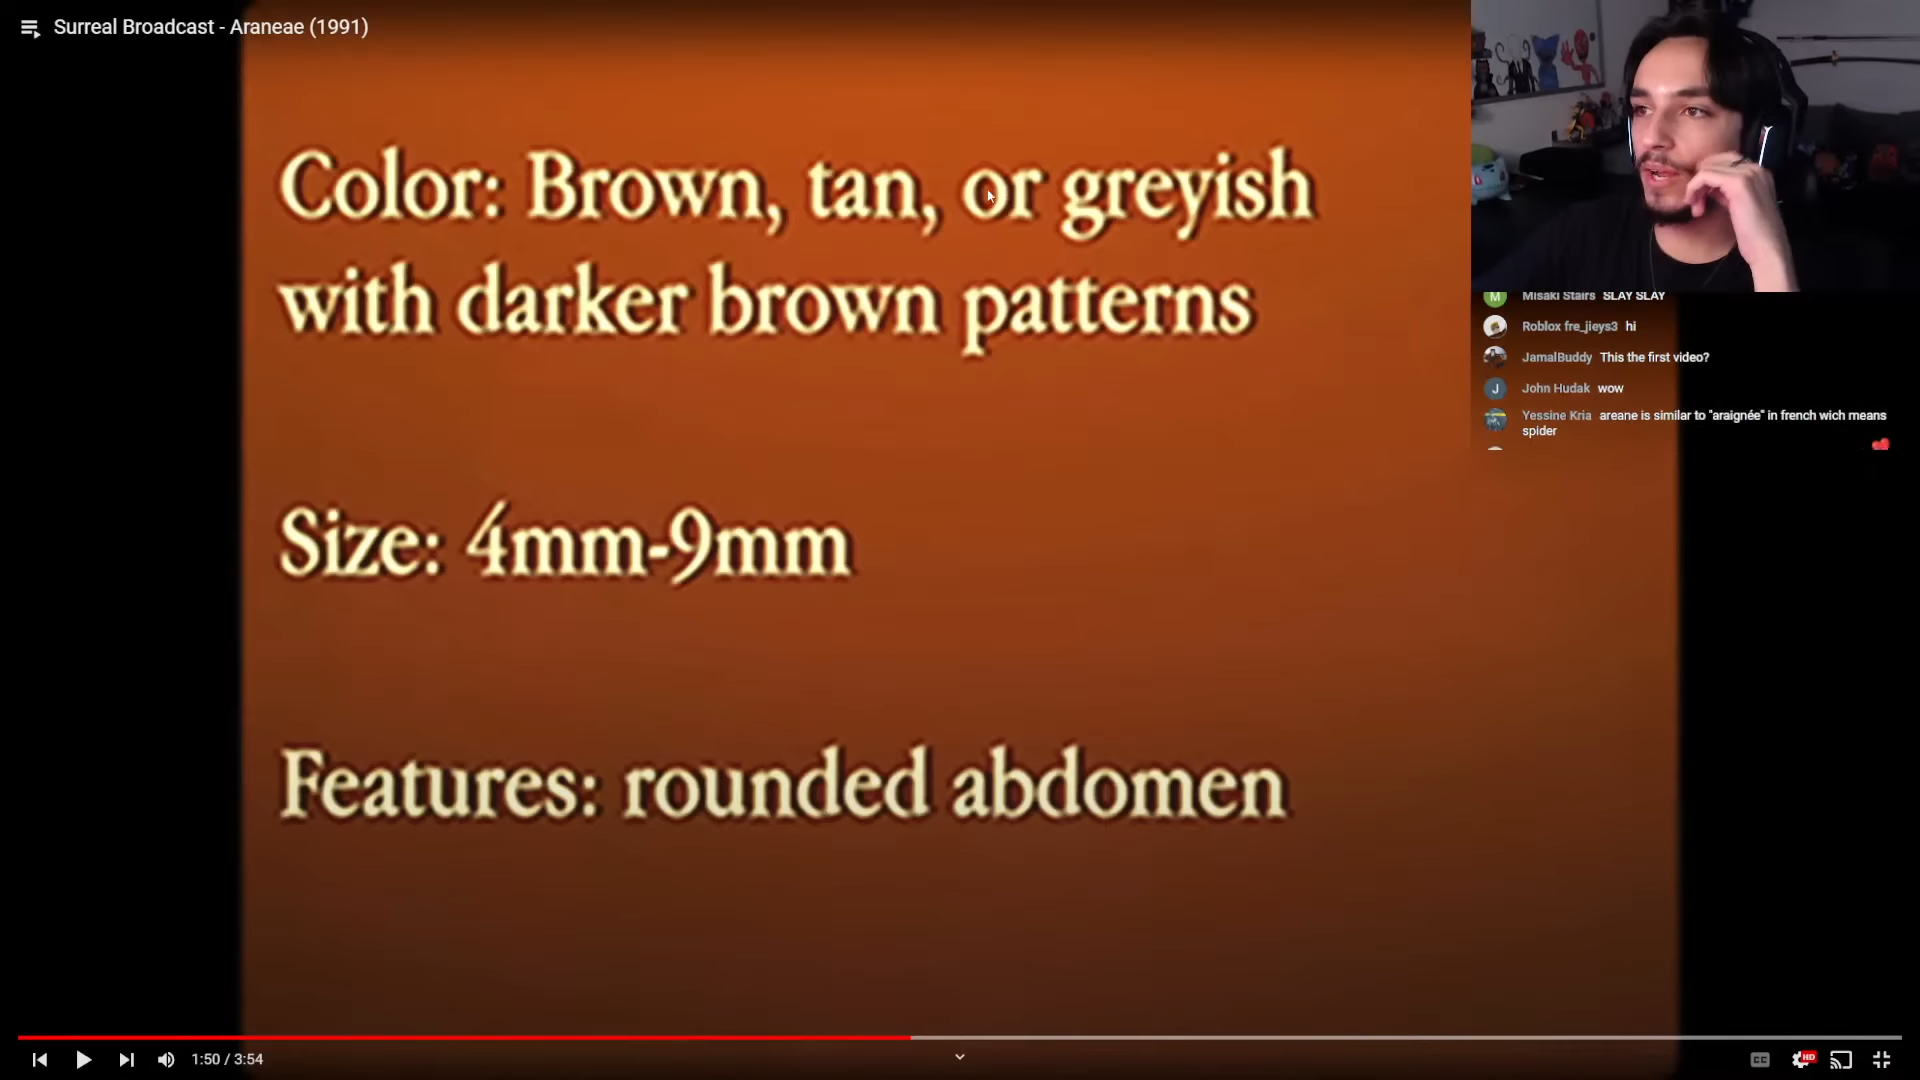 Surreal Broadcast - Araneae (1991)
Color: Brown, tan, or greyish
with darker brown patterns
Size: 4mm-9mm
Features: rounded abdomen
M Misaki Stairs SLAY SLAY
Roblox fre_jieys3 hi
JamalBuddy This the first video?
J John Hudak wow
Yessine Kria areane is similar to "araignée" in french wich means
spider
1:50 / 3:54
CC HD